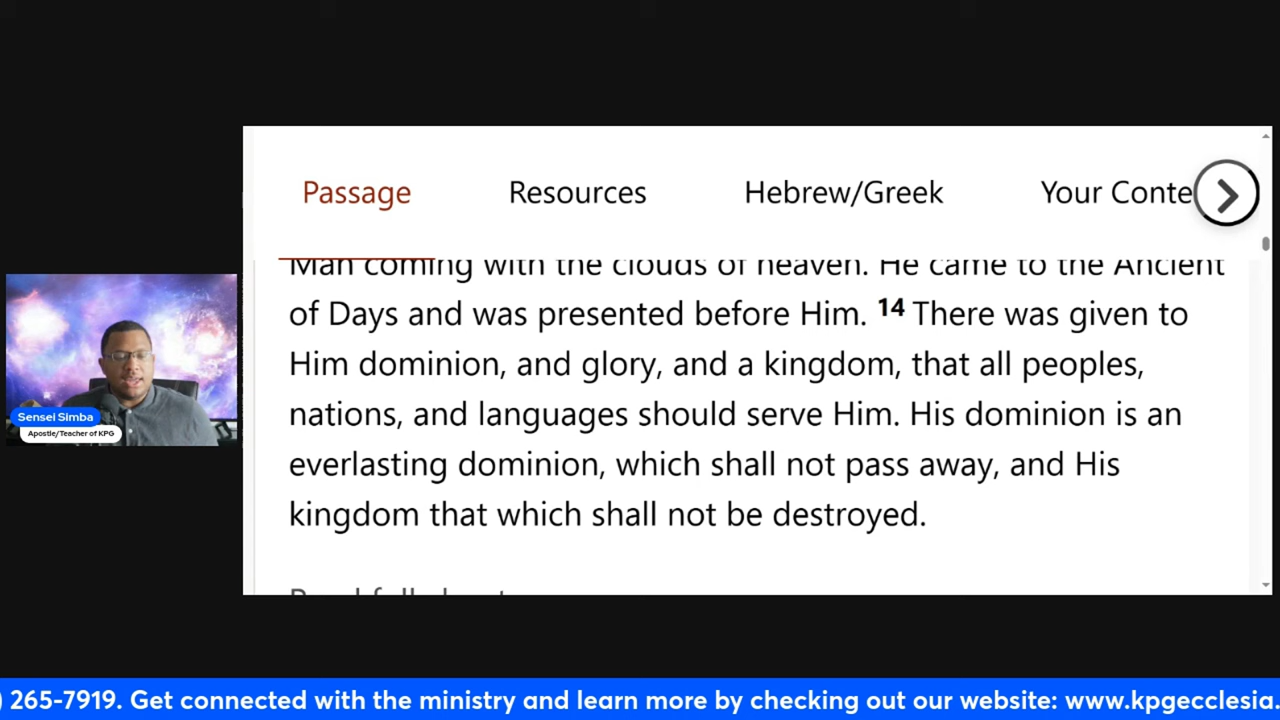 Passage Resources Hebrew/Greek Your Conte
Man coming with the clouds of heaven. He came to the Ancient
of Days and was presented before Him. 14 There was given to
Him dominion, and glory, and a kingdom, that all peoples,
nations, and languages should serve Him. His dominion is an
everlasting dominion, which shall not pass away, and His
kingdom that which shall not be destroyed.
Sensei Simba
Apostle/Teacher of KPG
) 265-7919. Get connected with the ministry and learn more by checking out our website: www.kpgecclesia.